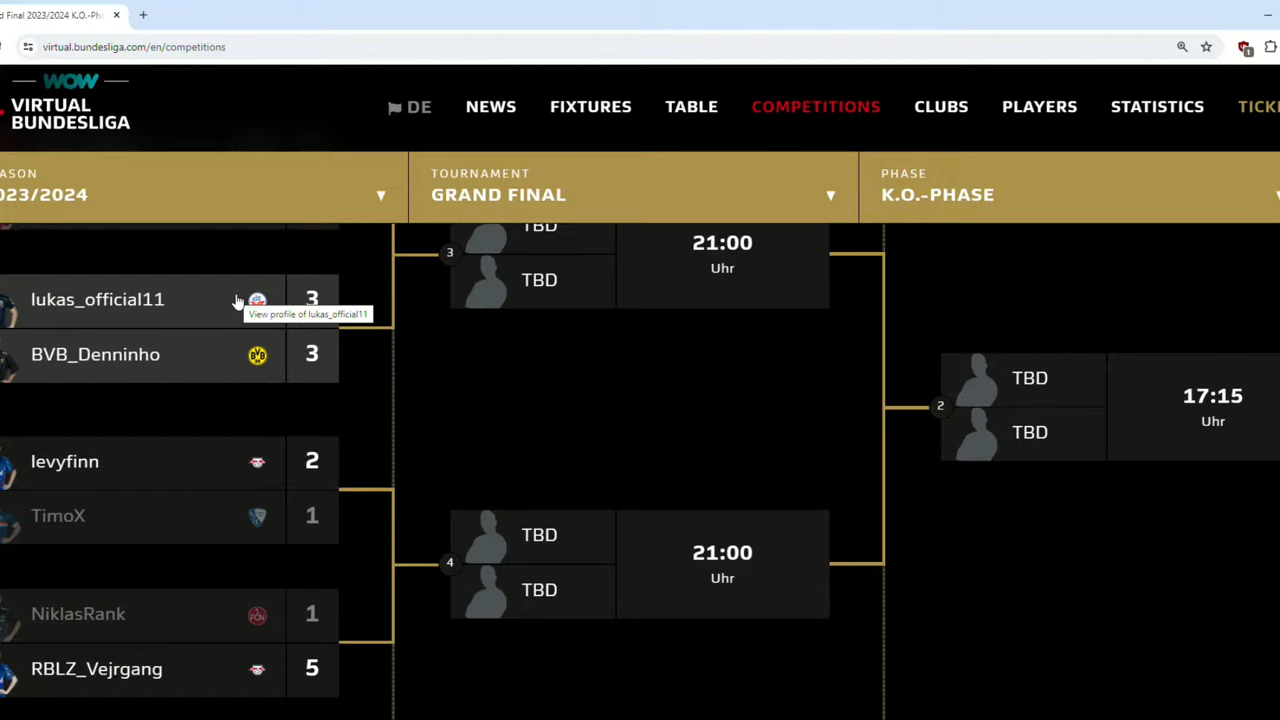 d Final 2023/2024 K.O.-Ph
virtual.bundesliga.com/en/competitions
1
WOW
VIRTUAL
BUNDESLIGA
DE
NEWS
FIXTURES
TABLE
COMPETITIONS
CLUBS
PLAYERS
STATISTICS
TICK
ASON
023/2024
TOURNAMENT
GRAND FINAL
PHASE
K.O.-PHASE
lukas_official11
3
View profile of lukas_official11
BVB_Denninho
BVB
3
levyfinn
2
TimoX
1
NiklasRank
FCN
1
RBLZ_Vejrgang
5
3
TBD
TBD
21:00
Uhr
4
TBD
TBD
21:00
Uhr
2
TBD
TBD
17:15
Uhr